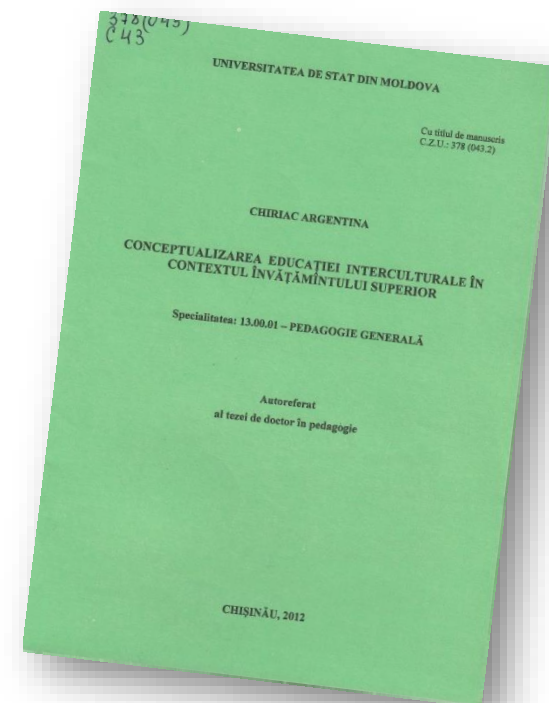 378(043)
C43
UNIVERSITATEA DE STAT DIN MOLDOVA
Cu titlul de manuscris
C.Z.U.: 378 (043.2)
CHIRIAC ARGENTINA
CONCEPTUALIZAREA EDUCAȚIEI INTERCULTURALE ÎN
CONTEXTUL ÎNVĂȚĂMÎNTULUI SUPERIOR
Specialitatea: 13.00.01 – PEDAGOGIE GENERALĂ
Autoreferat
al tezei de doctor în pedagogie
CHIȘINĂU, 2012